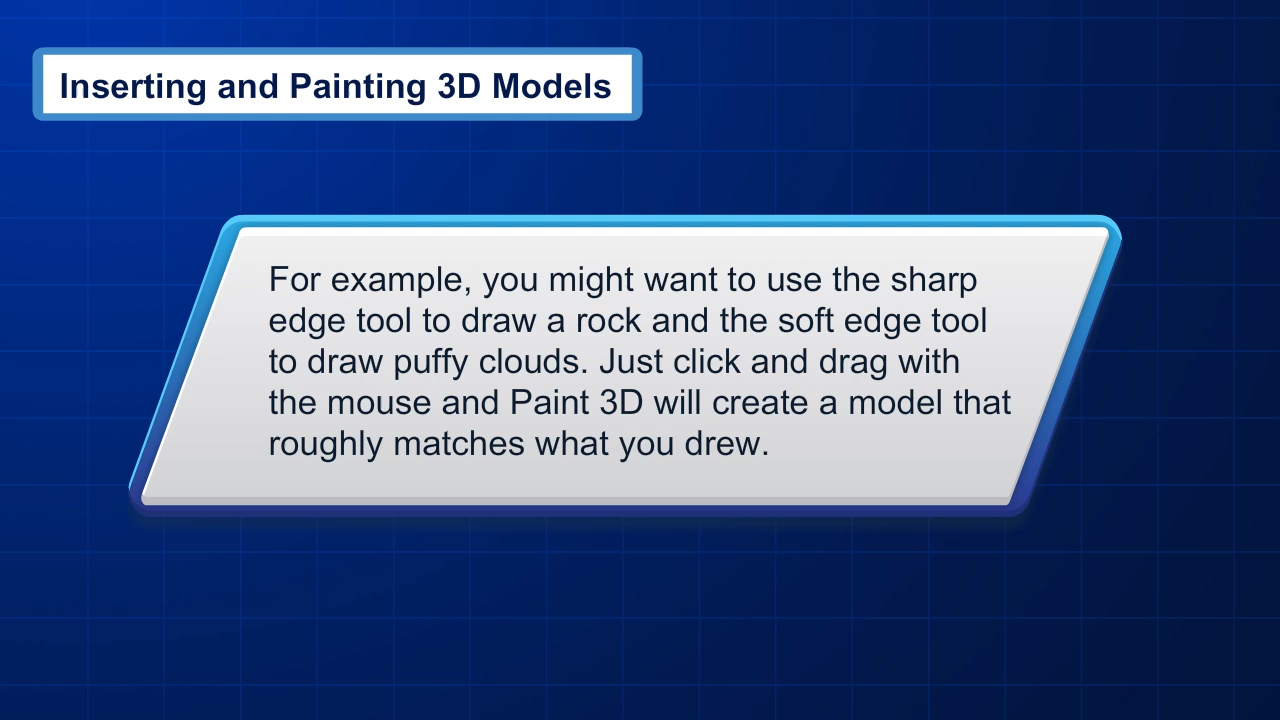 Inserting and Painting 3D Models
For example, you might want to use the sharp
edge tool to draw a rock and the soft edge tool
to draw puffy clouds. Just click and drag with
the mouse and Paint 3D will create a model that
roughly matches what you drew.